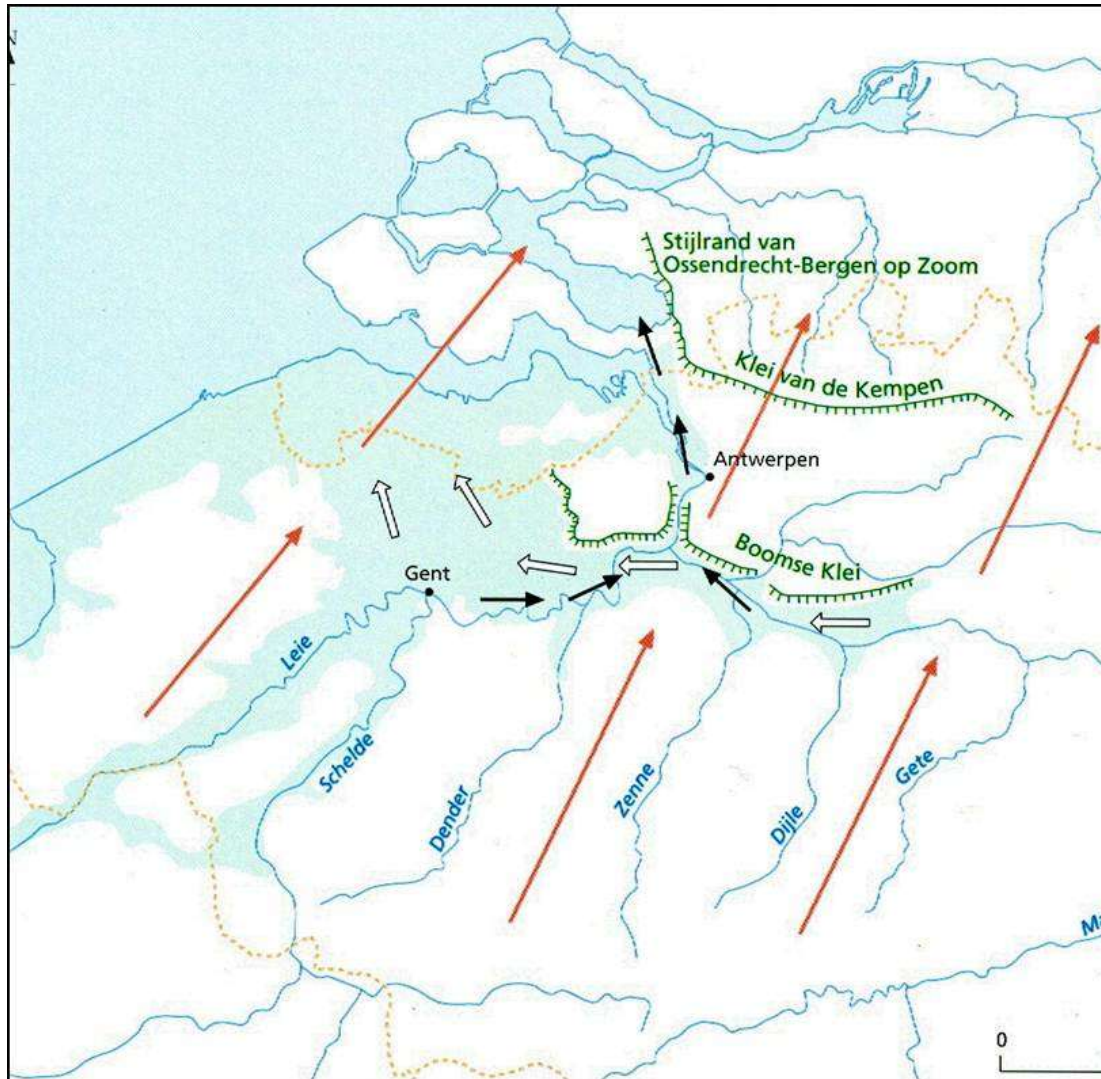 N
Stijlrand van
Ossendrecht-Bergen op Zoom
Klei van de Kempen
Antwerpen
Boomse Klei
Gent
Leie
Schelde
Dender
Zenne
Dijle
Gete
Ma
0